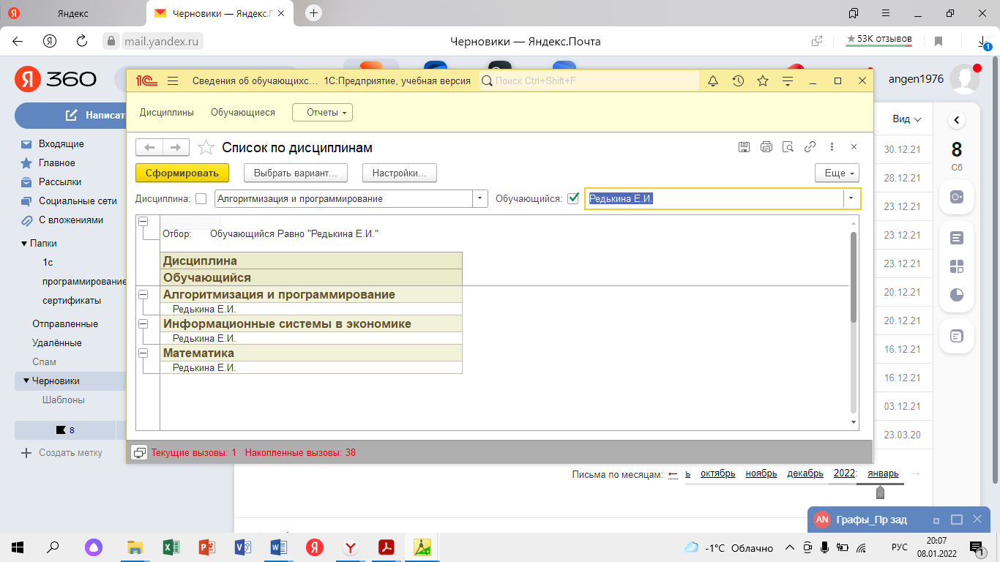 Яндекс
Черновики — Яндекс.П
mail.yandex.ru
Черновики — Яндекс.Почта
53K отзывов
1
Я 360
angen1976
Написать
Входящие
Главное
Рассылки
Социальные сети
С вложениями
Папки
1с
программирование
сертификаты
Отправленные
Удалённые
Спам
Черновики
Шаблоны
8
Создать метку
Сведения об обучающихс... 1С:Предприятие, учебная версия
Поиск Ctrl+Shift+F
Дисциплины
Обучающиеся
Отчеты
Список по дисциплинам
Сформировать
Выбрать вариант...
Настройки...
Еще
Дисциплина:
Алгоритмизация и программирование
Обучающийся:
Редькина Е.И.
Отбор: Обучающийся Равно "Редькина Е.И."
Дисциплина
Обучающийся
Алгоритмизация и программирование
Редькина Е.И.
Информационные системы в экономике
Редькина Е.И.
Математика
Редькина Е.И.
Текущие вызовы: 1 Накопленные вызовы: 38
Вид
30.12.21
28.12.21
23.12.21
23.12.21
23.12.21
20.12.21
20.12.21
16.12.21
16.12.21
03.12.21
23.03.20
8
Сб
Письма по месяцам: ← ь октябрь ноябрь декабрь 2022: январь →
AN Графы_Пр зад
-1°C Облачно
РУС
20:07
08.01.2022
1